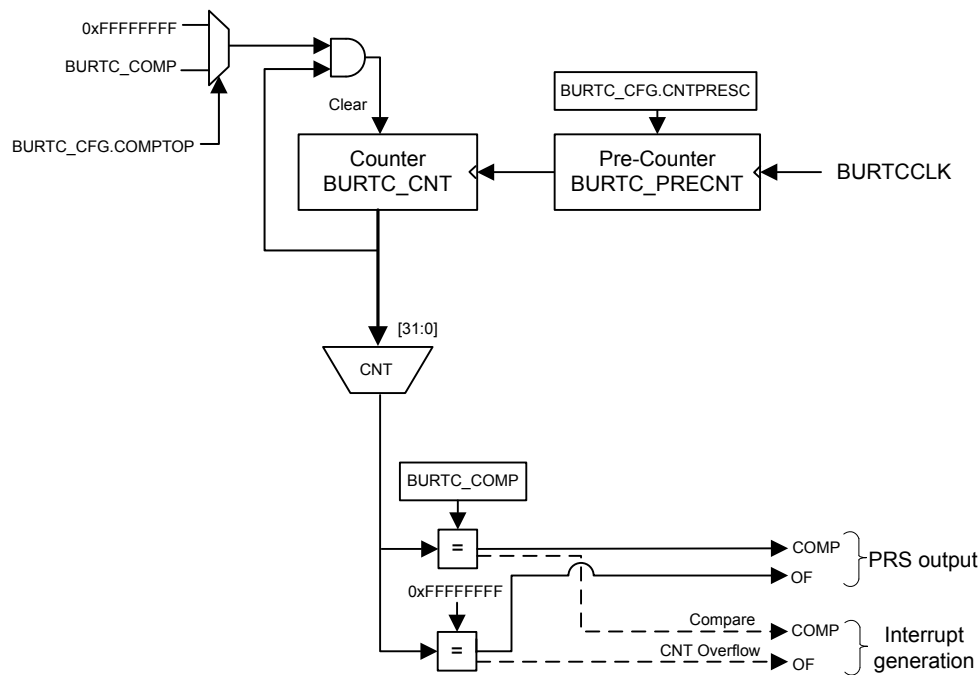 0xFFFFFFFF
BURTC_COMP
BURTC_CFG.COMPTOP
Clear
BURTC_CFG.CNTPRESC
Counter
BURTC_CNT
Pre-Counter
BURTC_PRECNT
BURTCCLK
[31:0]
CNT
BURTC_COMP
=
COMP
OF
PRS output
0xFFFFFFFF
=
Compare
COMP
CNT Overflow
OF
Interrupt
generation